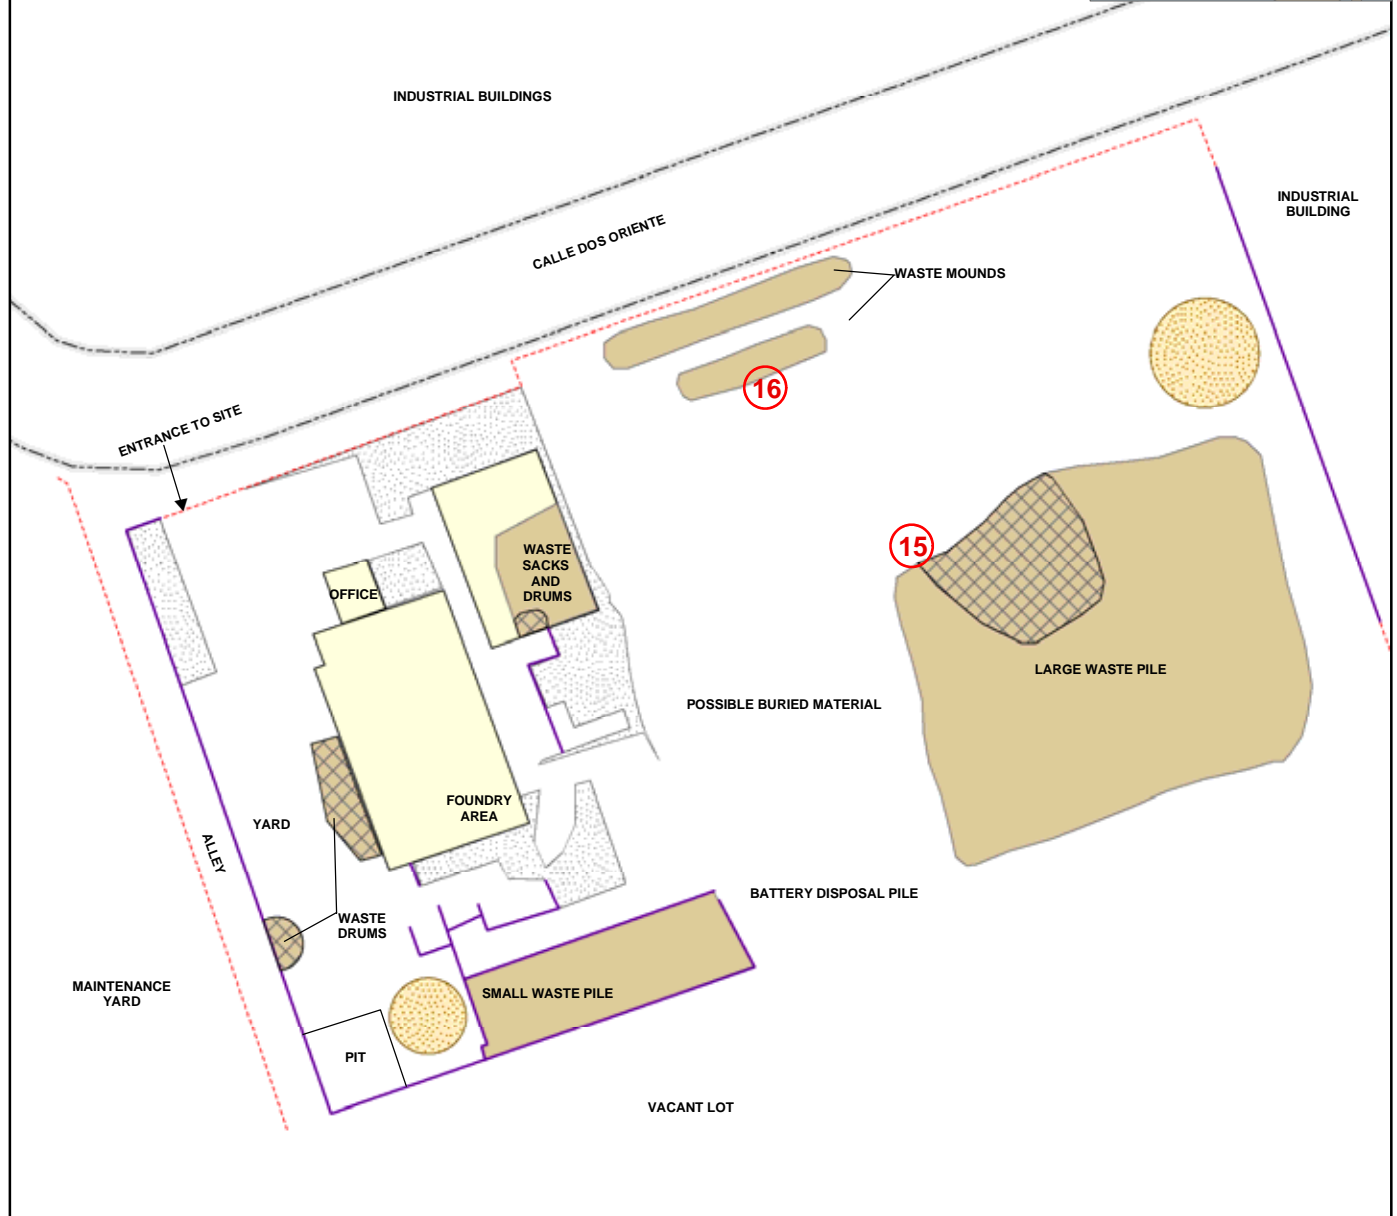 INDUSTRIAL BUILDINGS
INDUSTRIAL
BUILDING
CALLE DOS ORIENTE
WASTE MOUNDS
16
ENTRANCE TO SITE
15
WASTE
SACKS
AND
DRUMS
OFFICE
LARGE WASTE PILE
POSSIBLE BURIED MATERIAL
FOUNDRY
AREA
YARD
ALLEY
BATTERY DISPOSAL PILE
WASTE
DRUMS
MAINTENANCE
YARD
SMALL WASTE PILE
PIT
VACANT LOT